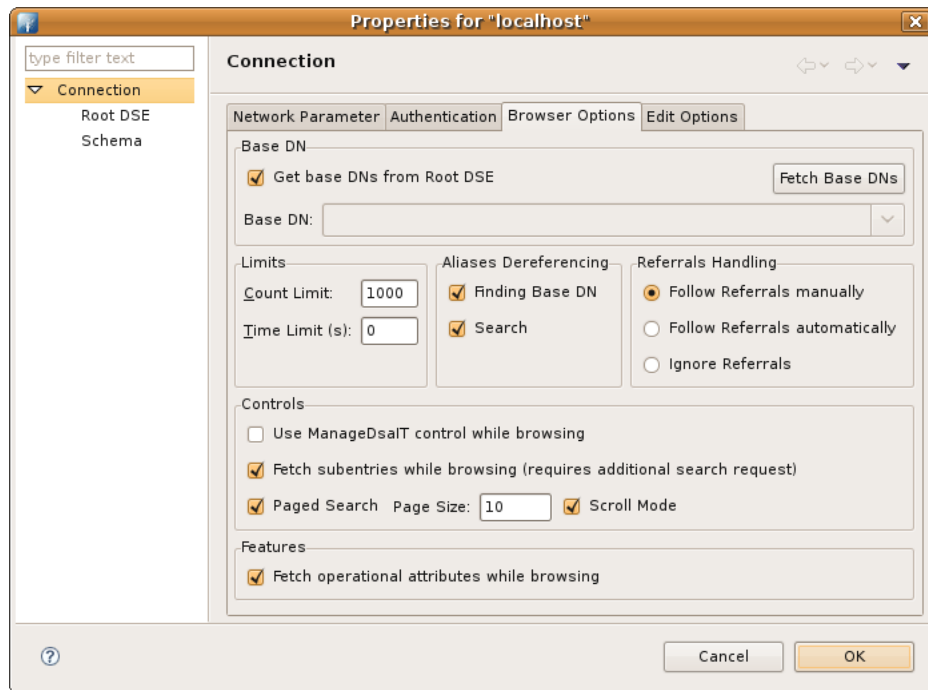 Properties for "localhost"
type filter text
Connection
Root DSE
Schema
Connection
Network Parameter Authentication Browser Options Edit Options
Base DN
Get base DNs from Root DSE Fetch Base DNs
Base DN:
Limits
Count Limit: 1000
Time Limit (s): 0
Aliases Dereferencing
Finding Base DN
Search
Referrals Handling
Follow Referrals manually
Follow Referrals automatically
Ignore Referrals
Controls
Use ManageDsaIT control while browsing
Fetch subentries while browsing (requires additional search request)
Paged Search Page Size: 10 Scroll Mode
Features
Fetch operational attributes while browsing
Cancel OK